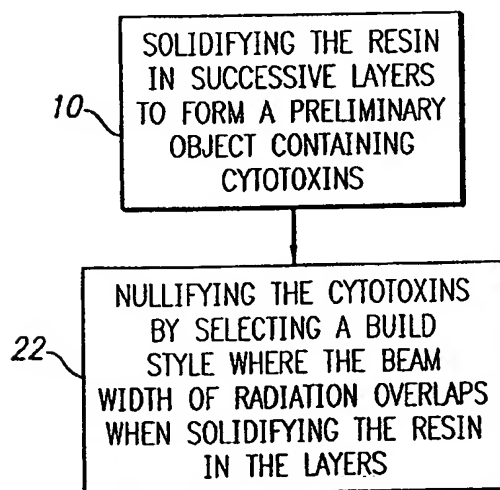 SOLIDIFYING THE RESIN
IN SUCCESSIVE LAYERS
10
TO FORM A PRELIMINARY
OBJECT CONTAINING
CYTOTOXINS
NULLIFYING THE CYTOTOXINS
BY SELECTING A BUILD
22
STYLE WHERE THE BEAM
WIDTH OF RADIATION OVERLAPS
WHEN SOLIDIFYING THE RESIN
IN THE LAYERS